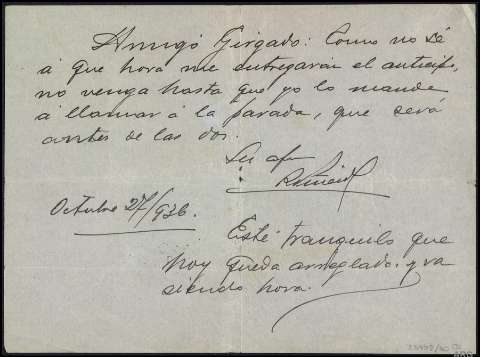 Amigo Girgado: Como no sé
á que hora me entregarán el anticipo,
no venga hasta que yo lo mande
á llamar á la parada, que será
antes de las dos.
Su afmo
Octubre 27/936.
Esté tranquilo que
hoy queda arreglado. y va
siendo hora.